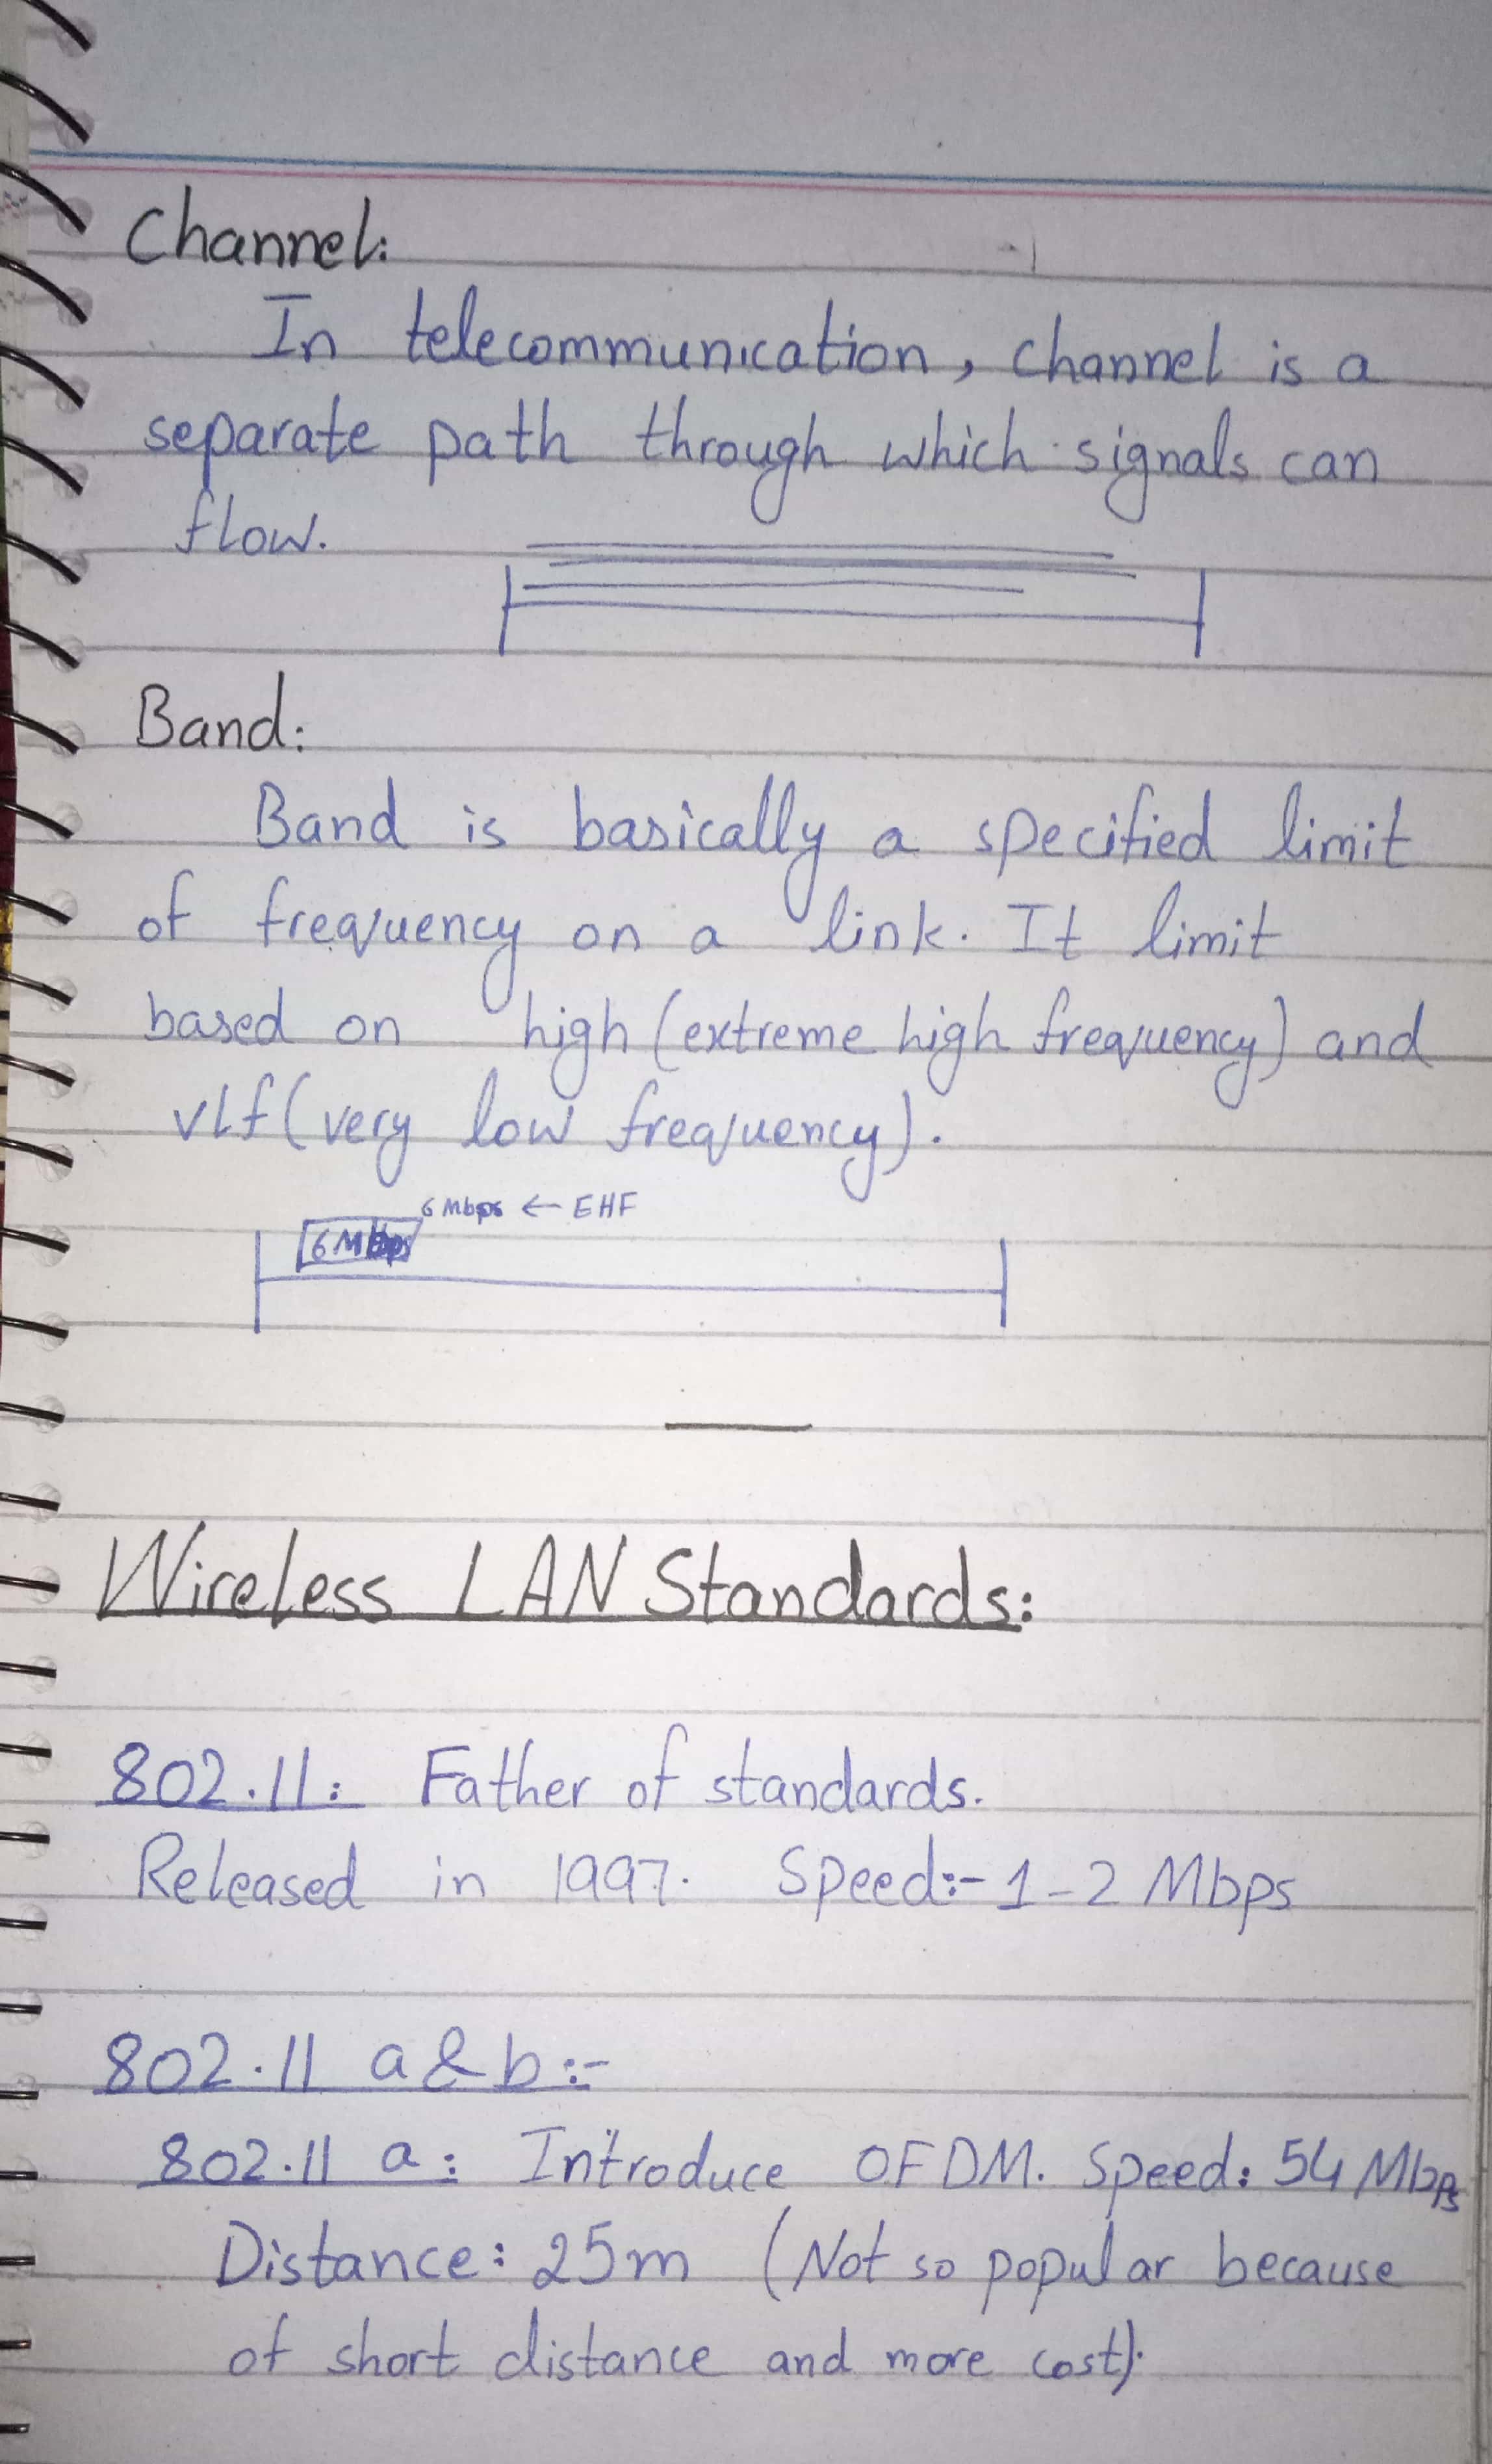 Channel:
In telecommunication, channel is a
separate path through which signals can
flow.
Band:
Band is basically a specified limit
of frequency on a link. It limit
based on high (extreme high frequency) and
vlf (very low frequency).
6 Mbps ← EHF
6 Mbps
Wireless LAN Standards:
802.11: Father of standards.
Released in 1997. Speed:- 1-2 Mbps
802.11 a & b:-
802.11 a: Introduce OFDM. Speed: 54 Mbps
Distance: 25m (Not so popular because
of short distance and more cost).